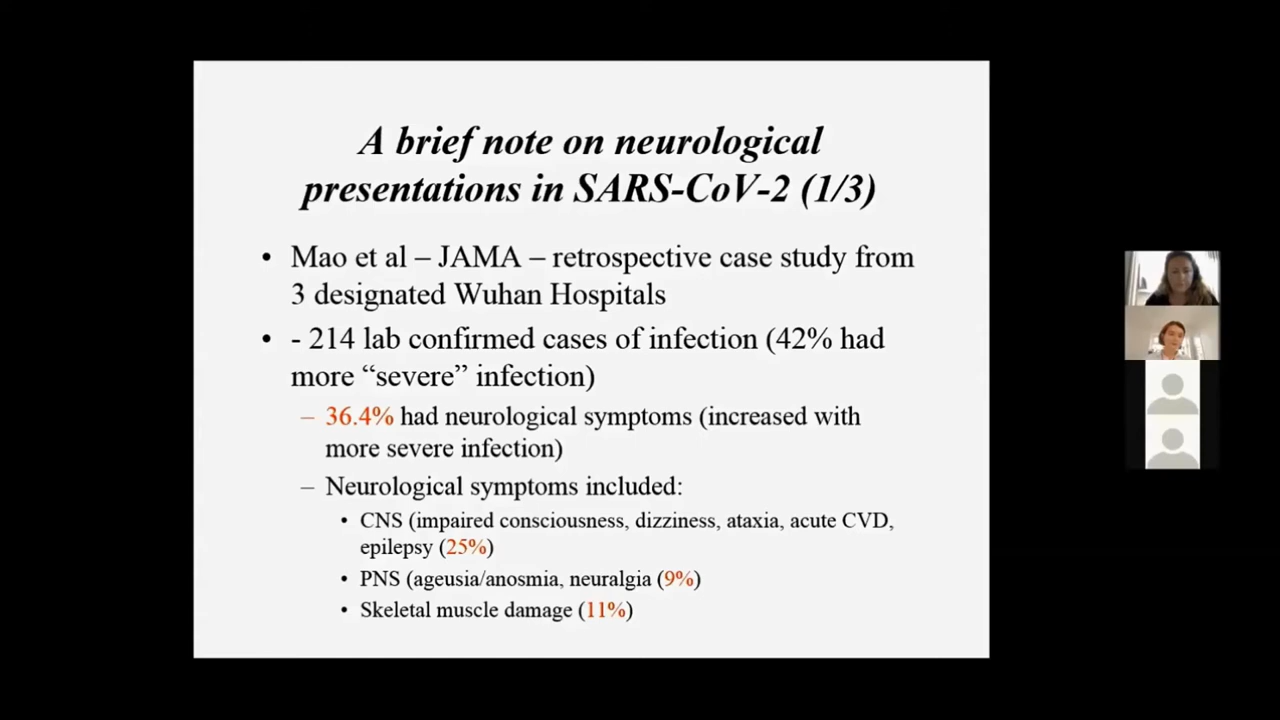 A brief note on neurological
presentations in SARS-CoV-2 (1/3)
• Mao et al – JAMA – retrospective case study from
3 designated Wuhan Hospitals
• - 214 lab confirmed cases of infection (42% had
more “severe” infection)
– 36.4% had neurological symptoms (increased with
more severe infection)
– Neurological symptoms included:
• CNS (impaired consciousness, dizziness, ataxia, acute CVD,
epilepsy (25%)
• PNS (ageusia/anosmia, neuralgia (9%)
• Skeletal muscle damage (11%)